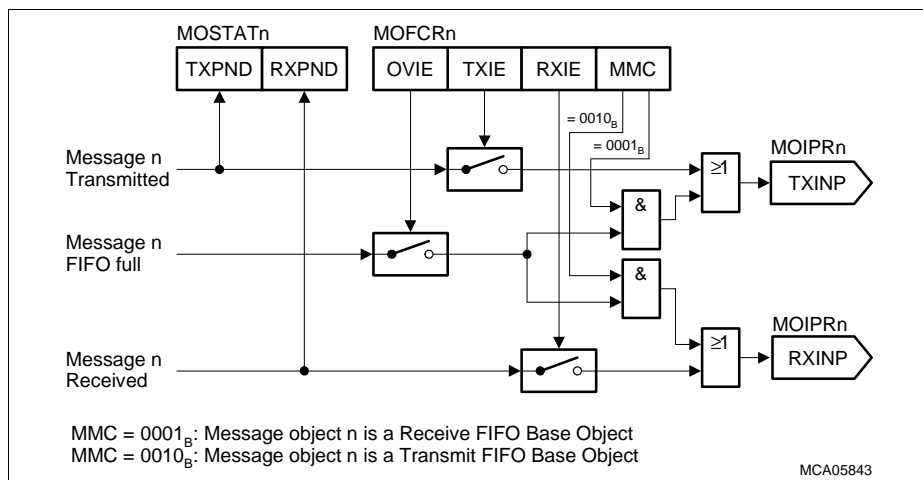 MOSTATn
MOFCRn
TXPND RXPND
OVIE TXIE RXIE MMC
= 0010B
= 0001B
Message n
Transmitted
MOIPRn
≥1
TXINP
&
Message n
FIFO full
&
MOIPRn
≥1
RXINP
Message n
Received
MMC = 0001B: Message object n is a Receive FIFO Base Object
MMC = 0010B: Message object n is a Transmit FIFO Base Object
MCA05843